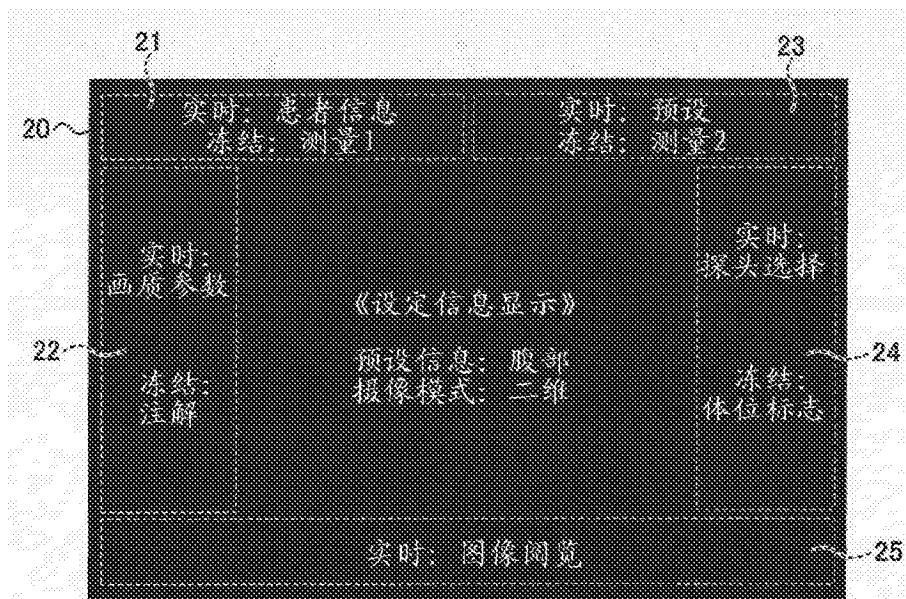 21
23
20
实时：患者信息
冻结：测量1
实时：预设
冻结：测量2
实时：
画质参数
实时：
探头选择
《设定信息显示》
22
24
预设信息：腹部
摄像模式：二维
冻结：
注解
冻结：
体位标志
实时：图像阅览
25